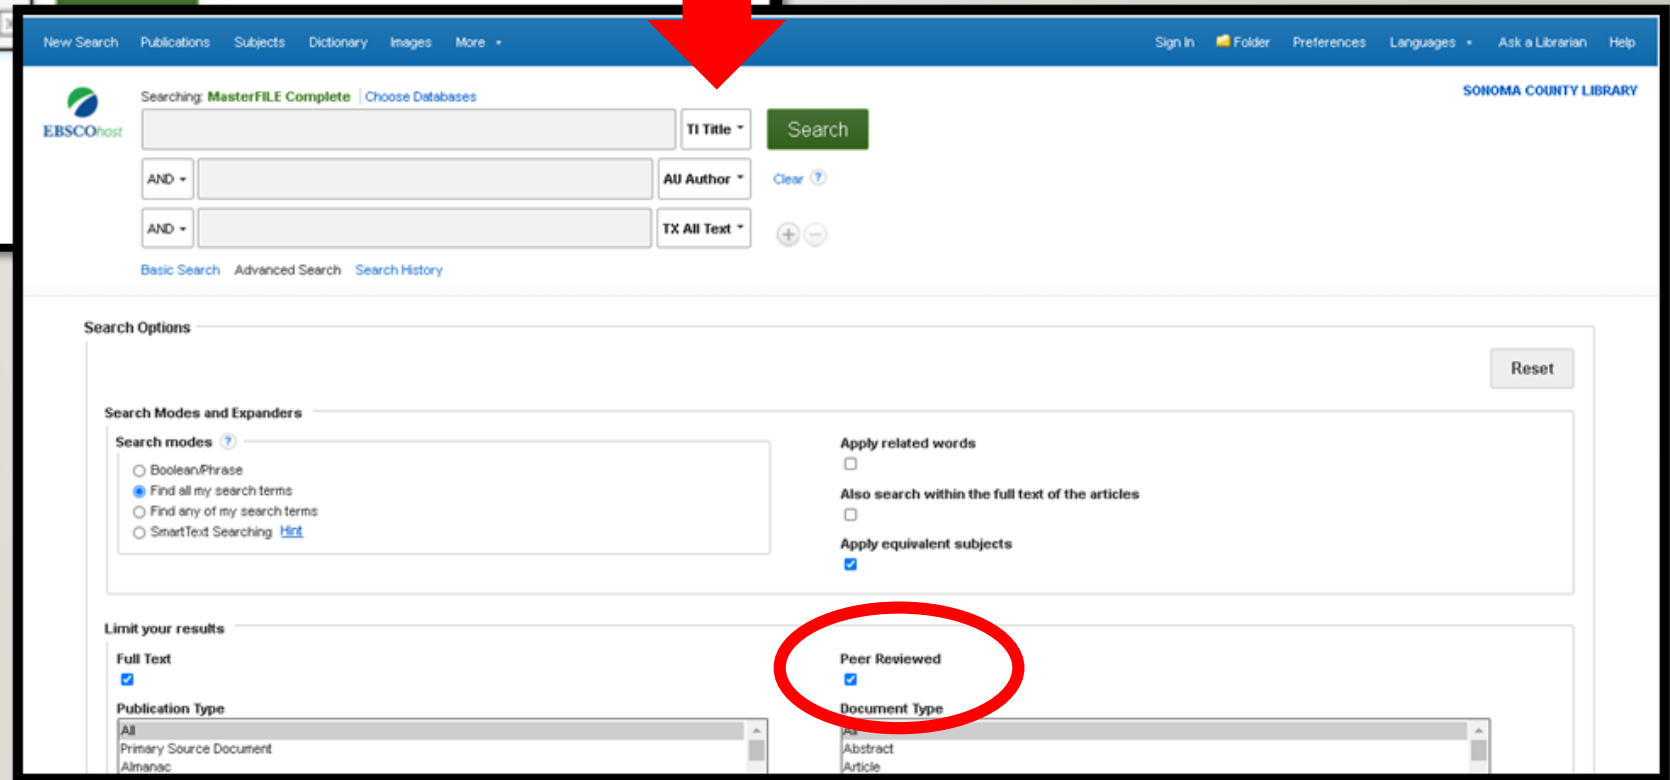 New Search Publications Subjects Dictionary Images More
Sign In Folder Preferences Languages Ask a Librarian Help
Searching: MasterFILE Complete Choose Databases
SONOMA COUNTY LIBRARY
EBSCOhost
TI Title
Search
AND
AU Author
Clear ?
AND
TX All Text
Basic Search Advanced Search Search History
Search Options
Reset
Search Modes and Expanders
Search modes ?
Boolean/Phrase
Find all my search terms
Find any of my search terms
SmartText Searching Hint
Apply related words
Also search within the full text of the articles
Apply equivalent subjects
Limit your results
Full Text
Peer Reviewed
Publication Type
All
Primary Source Document
Almanac
Document Type
All
Abstract
Article